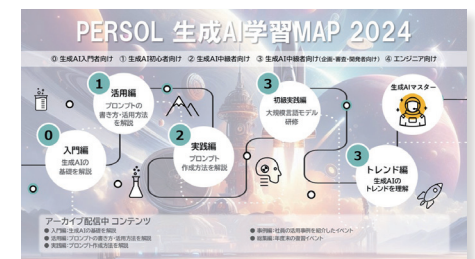 PERSOL 生成AI学習MAP 2024
⓪ 生成AI入門者向け ① 生成AI初心者向け ② 生成AI中級者向け ③ 生成AI中級者向け(企画・審査・開発者向け) ④ エンジニア向け
1
活用編
プロンプトの
書き方・活用方法
を解説
3
初級実践編
大規模言語モデル
研修
生成AIマスター
0
入門編
生成AIの
基礎を解説
2
実践編
プロンプト
作成方法を解説
3
トレンド編
生成AIの
トレンドを理解
アーカイブ配信中 コンテンツ
● 入門編:生成AIの基礎を解説
● 活用編:プロンプトの書き方・活用方法を解説
● 実践編:プロンプト作成方法を解説
● 事例編:社員の活用事例を紹介したイベント
● 総集編:年度末の復習イベント